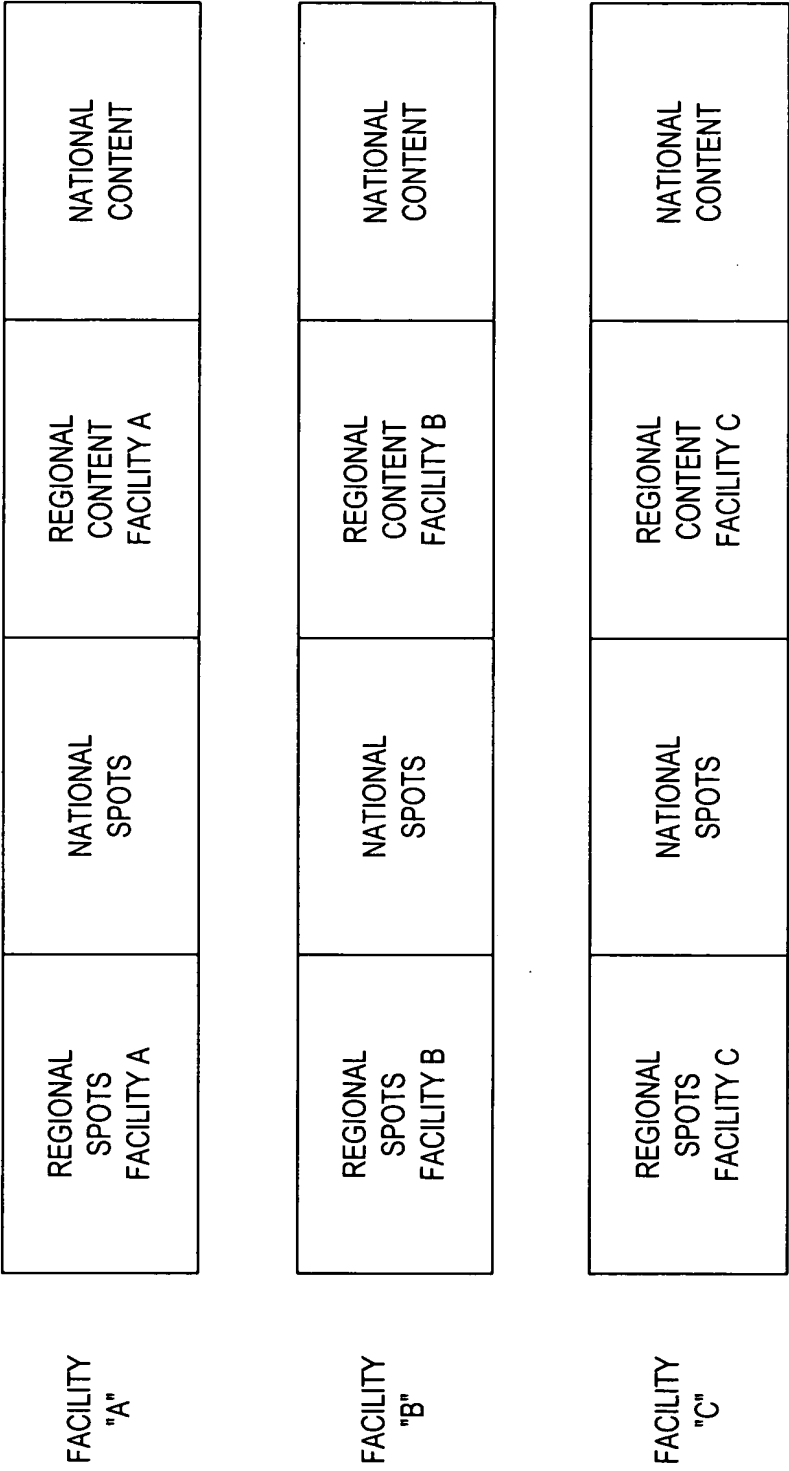 FACILITY
"A"
REGIONAL
SPOTS
FACILITY A
NATIONAL
SPOTS
REGIONAL
CONTENT
FACILITY A
NATIONAL
CONTENT
FACILITY
"B"
REGIONAL
SPOTS
FACILITY B
NATIONAL
SPOTS
REGIONAL
CONTENT
FACILITY B
NATIONAL
CONTENT
FACILITY
"C"
REGIONAL
SPOTS
FACILITY C
NATIONAL
SPOTS
REGIONAL
CONTENT
FACILITY C
NATIONAL
CONTENT